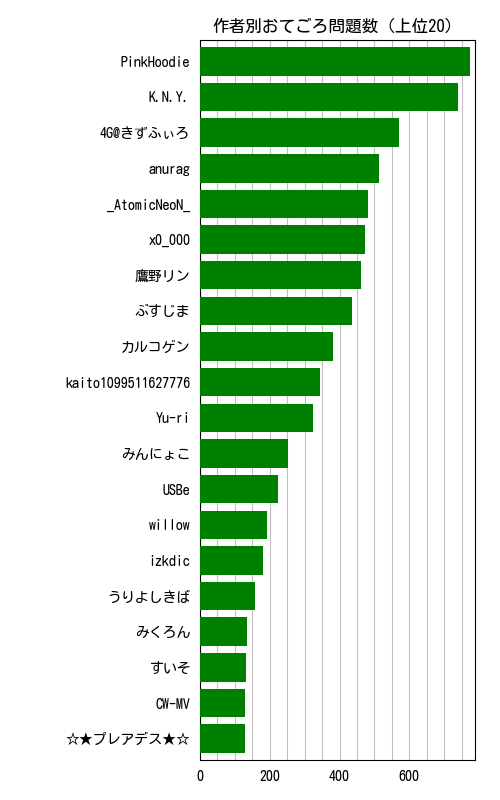 作者別おてごろ問題数 (上位20)
PinkHoodie
K.N.Y.
4G@きずふぃろ
anurag
_AtomicNeoN_
x0_000
鷹野リン
ぶすじま
カルコゲン
kaito1099511627776
Yu-ri
みんにょこ
USBe
willow
izkdic
うりよしきば
みくろん
すいそ
CW-MV
☆★プレアデス★☆
0 200 400 600